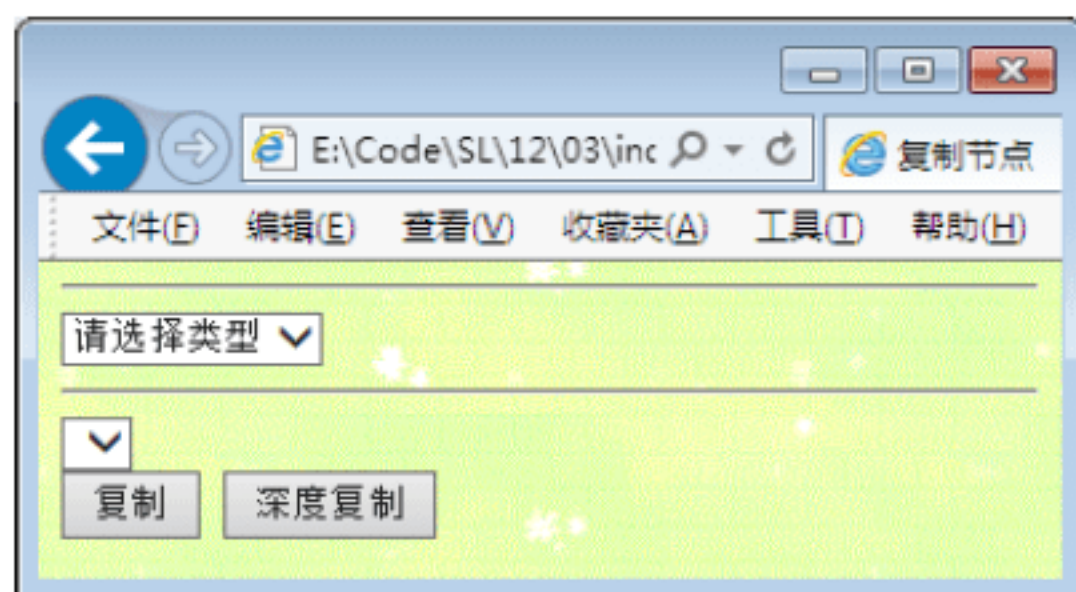 E:\Code\SL\12\03\inc 复制节点
文件(F) 编辑(E) 查看(V) 收藏夹(A) 工具(T) 帮助(H)
请选择类型
复制 深度复制